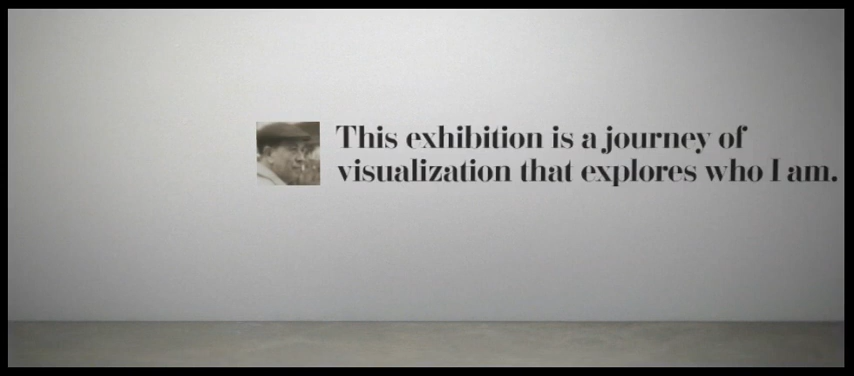 This exhibition is a journey of
visualization that explores who I am.